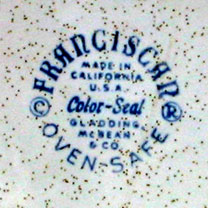 © FRANCISCAN ®
MADE IN
CALIFORNIA
U.S.A.
Color-Seal
GLADDING
McBEAN
& CO.
OVEN-SAFE